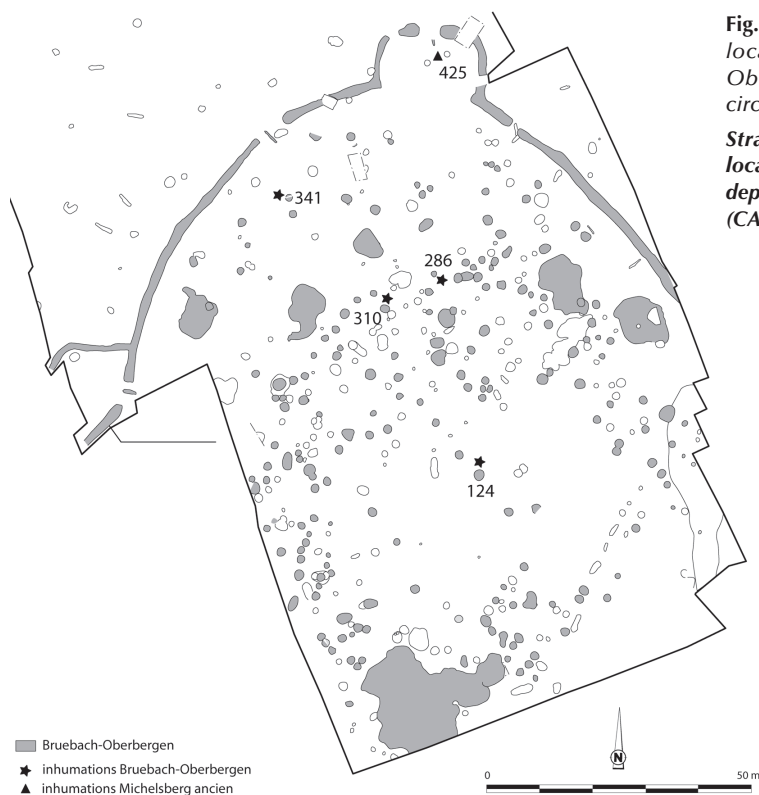 Fig.
loca
Ob
circ
Stra
loca
dep
(CA
425
341
286
310
124
Bruebach-Oberbergen
inhumations Bruebach-Oberbergen
inhumations Michelsberg ancien
N
0 50 m